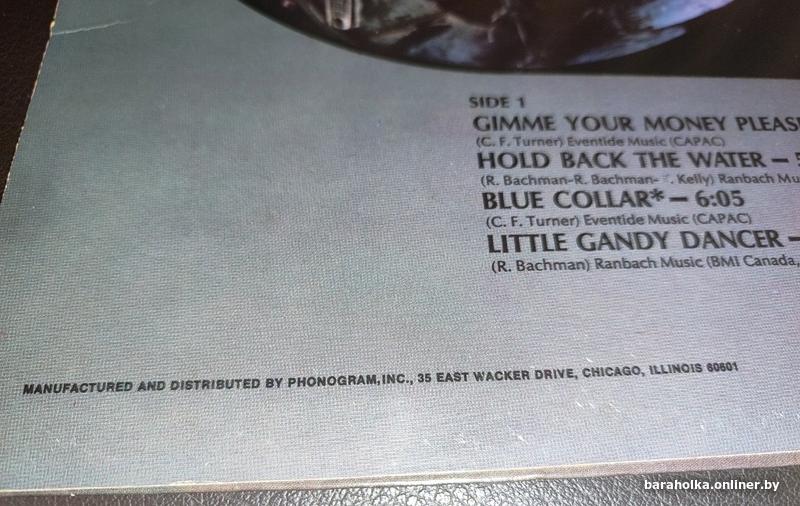 SIDE 1
GIMME YOUR MONEY PLEAS
(C. F. Turner) Eventide Music (CAPAC)
HOLD BACK THE WATER —
(R. Bachman-R. Bachman- . Kelly) Ranbach Mu
BLUE COLLAR* — 6:05
(C. F. Turner) Eventide Music (CAPAC)
LITTLE GANDY DANCER —
(R. Bachman) Ranbach Music (BMI Canada,
MANUFACTURED AND DISTRIBUTED BY PHONOGRAM, INC., 35 EAST WACKER DRIVE, CHICAGO, ILLINOIS 60601
baraholka.onliner.by